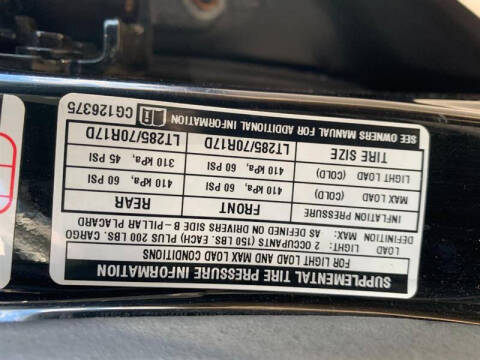 SUPPLEMENTAL TIRE PRESSURE INFORMATION
FOR LIGHT LOAD AND MAX LOAD CONDITIONS
LOAD LIGHT: 2 OCCUPANTS (150 LBS. EACH) PLUS 200 LBS. CARGO
DEFINITION MAX: AS DEFINED ON DRIVERS SIDE B - PILLAR PLACARD
INFLATION PRESSURE FRONT REAR
MAX LOAD (COLD) 410 kPa, 60 PSI 410 kPa, 60 PSI
LIGHT LOAD (COLD) 410 kPa, 60 PSI 310 kPa, 45 PSI
TIRE SIZE LT285/70R17D LT285/70R17D
SEE OWNERS MANUAL FOR ADDITIONAL INFORMATION CG126375